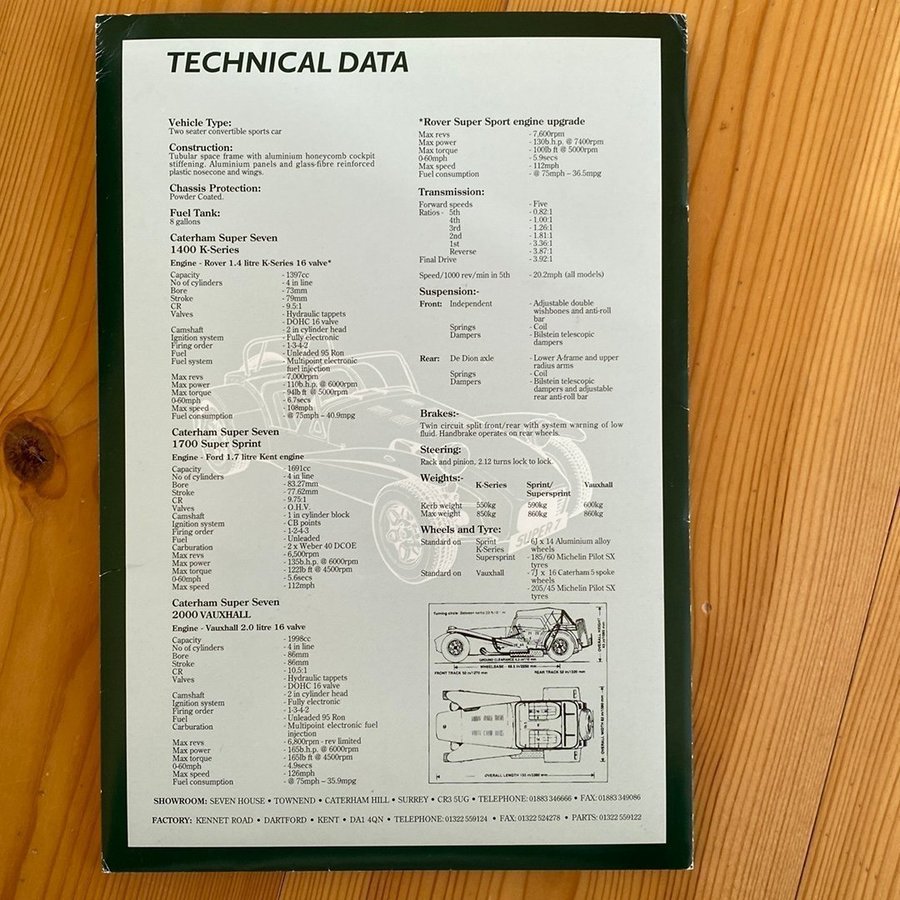 TECHNICAL DATA
Vehicle Type:
Two seater convertible sports car
Construction:
Tubular space frame with aluminium honeycomb cockpit
stiffening. Aluminium panels and glass-fibre reinforced
plastic nosecone and wings.
Chassis Protection:
Powder Coated.
Fuel Tank:
8 gallons
Caterham Super Seven
1400 K-Series
Engine - Rover 1.4 litre K-Series 16 valve*
Capacity - 1397cc
No of cylinders - 4 in line
Bore - 73mm
Stroke - 79mm
CR - 9.5:1
Valves - Hydraulic tappets
- DOHC 16 valve
Camshaft - 2 in cylinder head
Ignition system - Fully electronic
Firing order - 1-3-4-2
Fuel - Unleaded 95 Ron
Fuel system - Multipoint electronic
fuel injection
Max revs - 7,000rpm
Max power - 110b.h.p. @ 6000rpm
Max torque - 94lb ft @ 5000rpm
0-60mph - 6.7secs
Max speed - 108mph
Fuel consumption - @ 75mph – 40.9mpg
Caterham Super Seven
1700 Super Sprint
Engine - Ford 1.7 litre Kent engine
Capacity - 1691cc
No of cylinders - 4 in line
Bore - 83.27mm
Stroke - 77.62mm
CR - 9.75:1
Valves - O.H.V.
Camshaft - 1 in cylinder block
Ignition system - CB points
Firing order - 1-2-4-3
Fuel - Unleaded
Carburation - 2 x Weber 40 DCOE
Max revs - 6,500rpm
Max power - 135b.h.p. @ 6000rpm
Max torque - 122lb ft @ 4500rpm
0-60mph - 5.6secs
Max speed - 112mph
Caterham Super Seven
2000 VAUXHALL
Engine - Vauxhall 2.0 litre 16 valve
Capacity - 1998cc
No of cylinders - 4 in line
Bore - 86mm
Stroke - 86mm
CR - 10.5:1
Valves - Hydraulic tappets
- DOHC 16 valve
Camshaft - 2 in cylinder head
Ignition system - Fully electronic
Firing order - 1-3-4-2
Fuel - Unleaded 95 Ron
Carburation - Multipoint electronic fuel
injection
Max revs - 6,800rpm - rev limited
Max power - 165b.h.p. @ 6000rpm
Max torque - 165lb ft @ 4500rpm
0-60mph - 4.9secs
Max speed - 126mph
Fuel consumption - @ 75mph – 35.9mpg
*Rover Super Sport engine upgrade
Max revs - 7,600rpm
Max power - 130b.h.p. @ 7400rpm
Max torque - 100lb ft @ 5000rpm
0-60mph - 5.9secs
Max speed - 112mph
Fuel consumption - @ 75mph – 36.5mpg
Transmission:
Forward speeds - Five
Ratios - 5th - 0.82:1
4th - 1.00:1
3rd - 1.26:1
2nd - 1.81:1
1st - 3.36:1
Reverse - 3.87:1
Final Drive - 3.92:1
Speed/1000 rev/min in 5th - 20.2mph (all models)
Suspension:-
Front: Independent - Adjustable double
wishbones and anti-roll
bar
Springs - Coil
Dampers - Bilstein telescopic
dampers
Rear: De Dion axle - Lower A-frame and upper
radius arms
Springs - Coil
Dampers - Bilstein telescopic
dampers and adjustable
rear anti-roll bar
Brakes:-
Twin circuit split front/rear with system warning of low
fluid. Handbrake operates on rear wheels.
Steering:
Rack and pinion, 2.12 turns lock to lock.
Weights:-
K-Series Sprint/ Vauxhall
Supersprint
Kerb weight 550kg 590kg 600kg
Max weight 850kg 860kg 860kg
Wheels and Tyre:
Standard on Sprint - 6J x 14 Aluminium alloy
K-Series wheels
Supersprint - 185/60 Michelin Pilot SX
tyres
Standard on Vauxhall - 7J x 16 Caterham 5 spoke
wheels
- 205/45 Michelin Pilot SX
tyres
SUPER 7
Turning circle: Between kerbs
OVERALL HEIGHT
GROUND CLEARANCE
WHEELBASE
FRONT TRACK
REAR TRACK
OVERALL WIDTH
OVERALL LENGTH
SHOWROOM: SEVEN HOUSE • TOWNEND • CATERHAM HILL • SURREY • CR3 5UG • TELEPHONE: 01883 346666 • FAX: 01883 349086
FACTORY: KENNET ROAD • DARTFORD • KENT • DA1 4QN • TELEPHONE: 01322 559124 • FAX: 01322 524278 • PARTS: 01322 559122